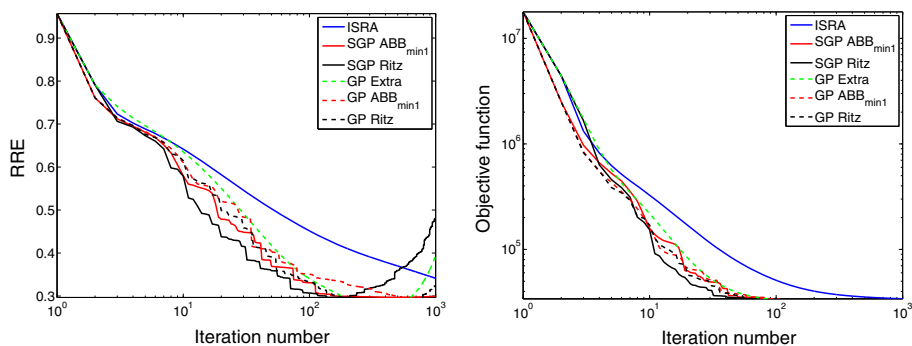 RRE
0.9
0.8
0.7
0.6
0.5
0.4
0.3
10^0
10^1
10^2
10^3
Iteration number
ISRA
SGP ABB_min1
SGP Ritz
GP Extra
GP ABB_min1
GP Ritz
Objective function
10^7
10^6
10^5
10^0
10^1
10^2
10^3
Iteration number
ISRA
SGP ABB_min1
SGP Ritz
GP Extra
GP ABB_min1
GP Ritz